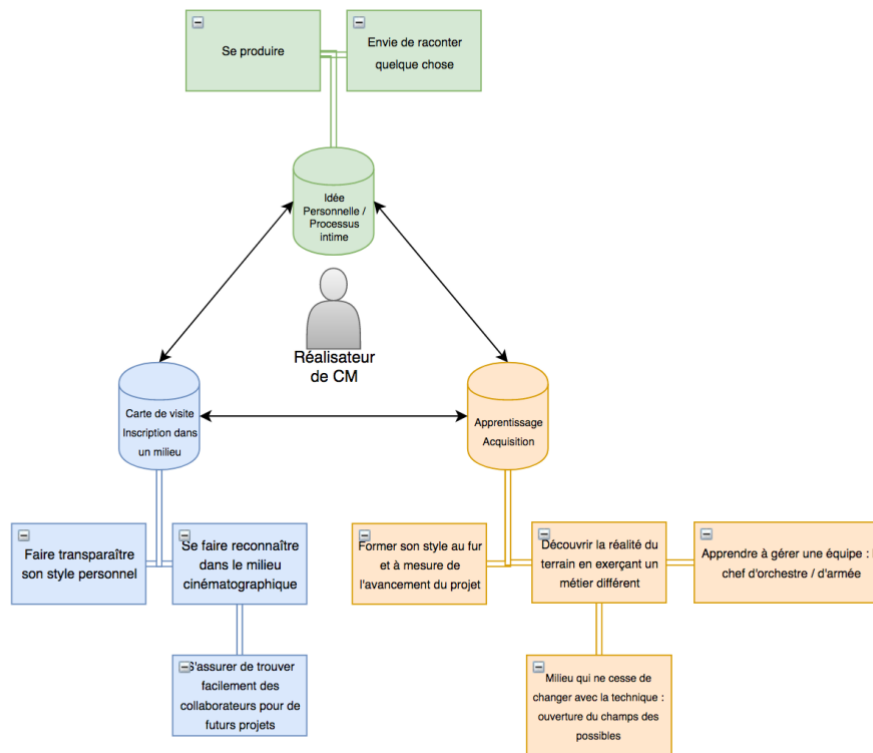 Se produire
Envie de raconter
quelque chose
Idée
Personnelle /
Processus
intime
Réalisateur
de CM
Carte de visite
Inscription dans
un milieu
Apprentissage
Acquisition
Faire transparaître
son style personnel
Se faire reconnaître
dans le milieu
cinématographique
Former son style au fur
et à mesure de
l'avancement du projet
Découvrir la réalité du
terrain en exerçant un
métier différent
Apprendre à gérer une équipe :
chef d'orchestre / d'armée
S'assurer de trouver
facilement des
collaborateurs pour de
futurs projets
Milieu qui ne cesse de
changer avec la technique :
ouverture du champs des
possibles